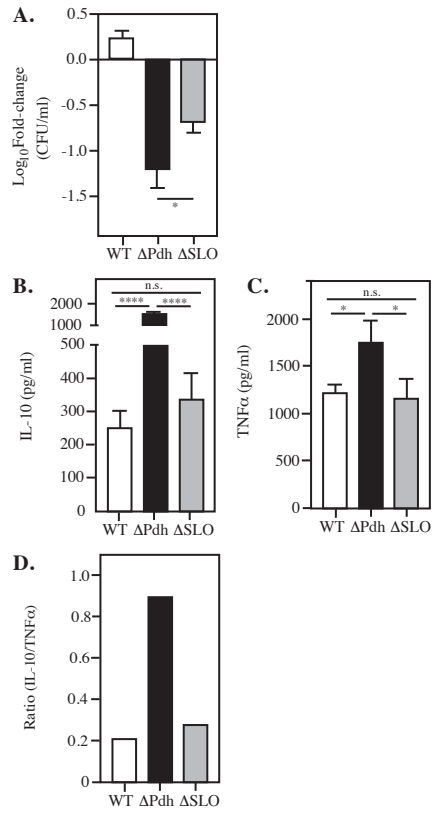 A.
0.5
0.0
-0.5
-1.0
-1.5
Log10Fold-change
(CFU/ml)
*
WT ΔPdh ΔSLO
B.
n.s.
**** ****
2000
1000
500
400
300
200
100
0
IL-10 (pg/ml)
WT ΔPdh ΔSLO
C.
n.s.
* *
2000
1500
1000
500
0
TNFα (pg/ml)
WT ΔPdh ΔSLO
D.
1.0
0.8
0.6
0.4
0.2
0
Ratio (IL-10/TNFα)
WT ΔPdh ΔSLO